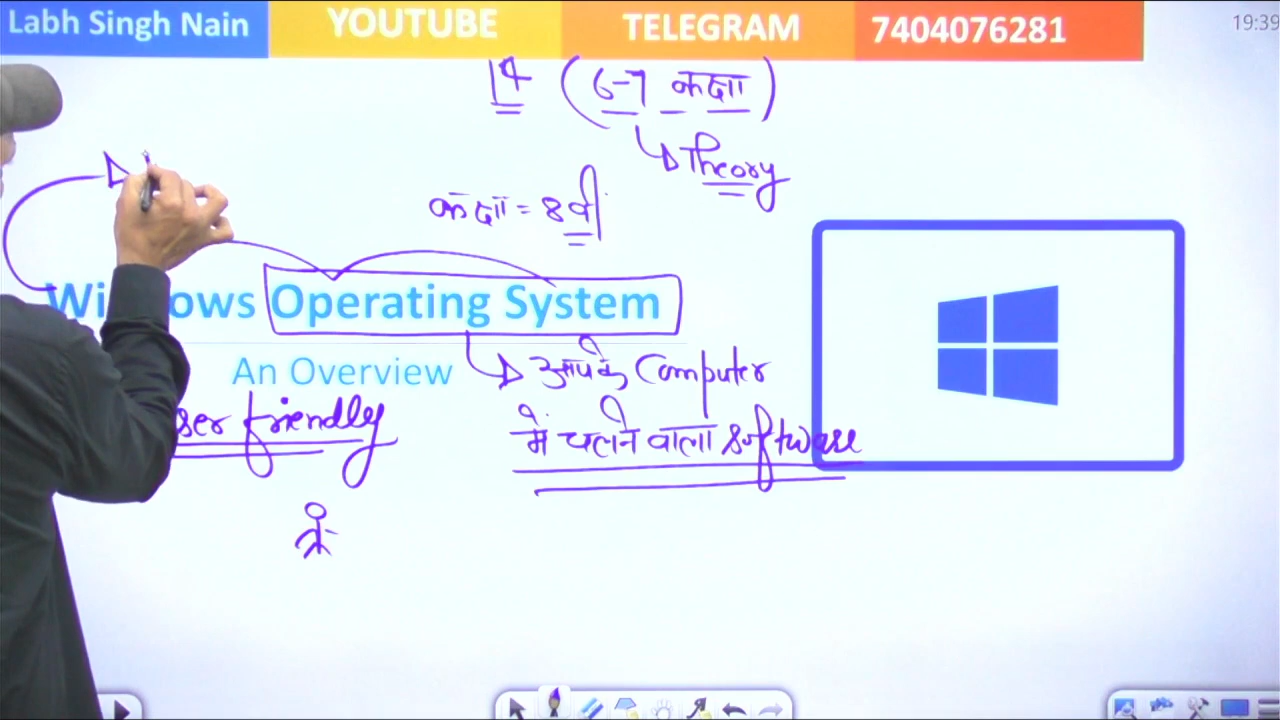 Labh Singh Nain YOUTUBE TELEGRAM 7404076281 19:39
14 (6-7 कक्षा)
Theory
कक्षा = 8वीं
Operating System
An Overview
आपके Computer
में चलने वाला software
friendly